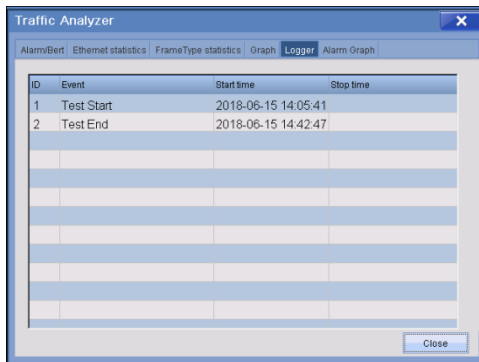 Traffic Analyzer
Alarm/Bert Ethernet statistics FrameType statistics Graph Logger Alarm Graph
ID Event Start time Stop time
1 Test Start 2018-06-15 14:05:41
2 Test End 2018-06-15 14:42:47
Close